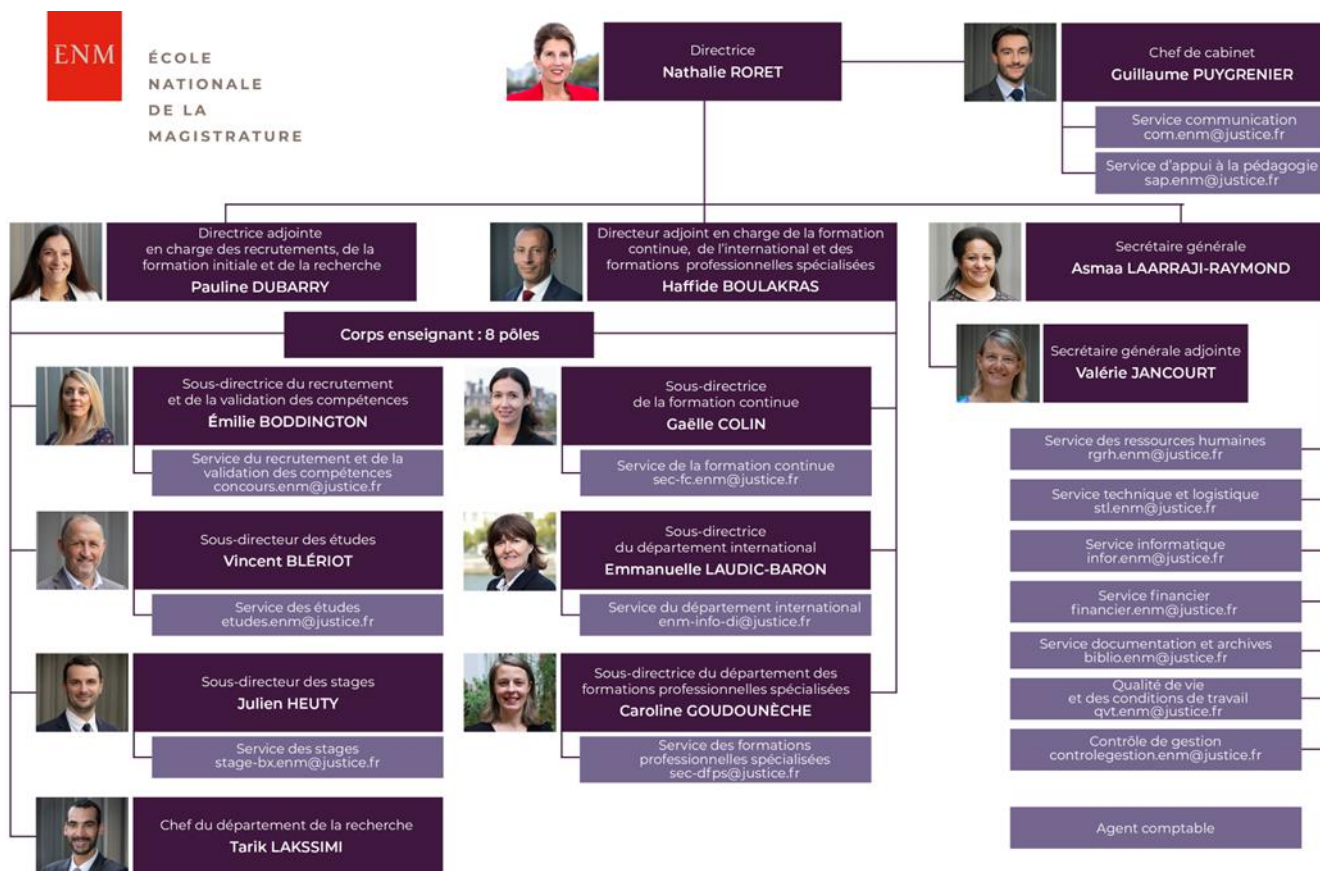 ENM
ÉCOLE
NATIONALE
DE LA
MAGISTRATURE
Directrice
Nathalie RORET
Chef de cabinet
Guillaume PUYGRENIER
Service communication
com.enm@justice.fr
Service d'appui à la pédagogie
sap.enm@justice.fr
Directrice adjointe
en charge des recrutements, de la
formation initiale et de la recherche
Pauline DUBARRY
Directeur adjoint en charge de la formation
continue, de l'international et des
formations professionnelles spécialisées
Haffide BOULAKRAS
Secrétaire générale
Asmaa LAARRAJI-RAYMOND
Corps enseignant : 8 pôles
Secrétaire générale adjointe
Valérie JANCOURT
Sous-directrice du recrutement
et de la validation des compétences
Émilie BODDINGTON
Service du recrutement et de la
validation des compétences
concours.enm@justice.fr
Sous-directrice
de la formation continue
Gaëlle COLIN
Service de la formation continue
sec-fc.enm@justice.fr
Sous-directeur des études
Vincent BLÉRIOT
Service des études
etudes.enm@justice.fr
Sous-directrice
du département international
Emmanuelle LAUDIC-BARON
Service du département international
enm-info-di@justice.fr
Sous-directeur des stages
Julien HEUTY
Service des stages
stage-bx.enm@justice.fr
Sous-directrice du département des
formations professionnelles spécialisées
Caroline GOUDOUNÈCHE
Service des formations
professionnelles spécialisées
sec-dfps@justice.fr
Chef du département de la recherche
Tarik LAKSSIMI
Service des ressources humaines
rgrh.enm@justice.fr
Service technique et logistique
stl.enm@justice.fr
Service informatique
infor.enm@justice.fr
Service financier
financier.enm@justice.fr
Service documentation et archives
biblio.enm@justice.fr
Qualité de vie
et des conditions de travail
qvt.enm@justice.fr
Contrôle de gestion
controlegestion.enm@justice.fr
Agent comptable